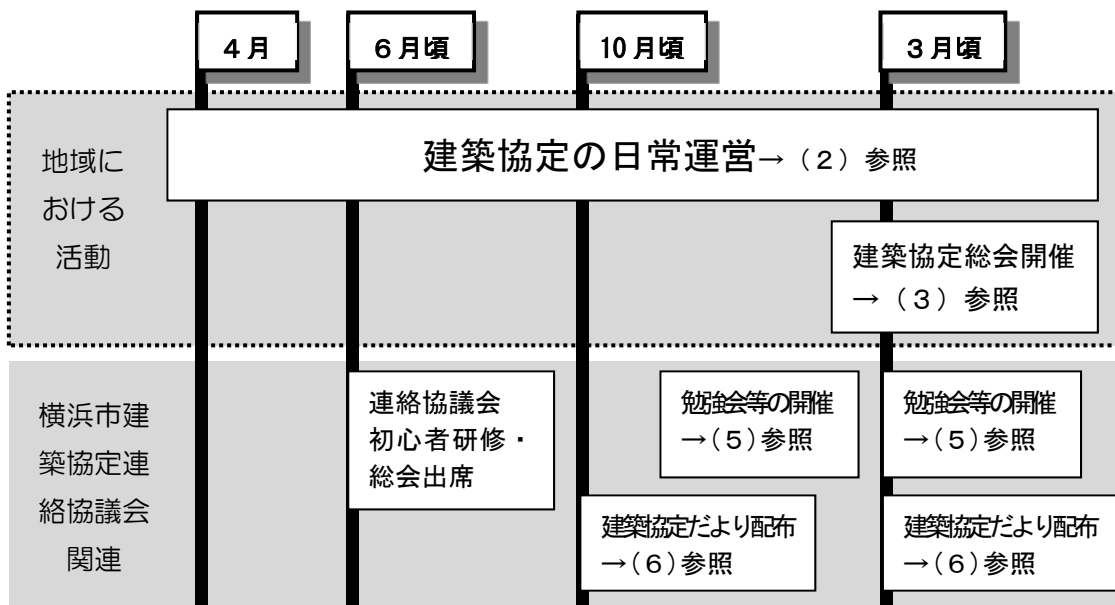 4月
6月頃
10月頃
3月頃
地域に
おける
活動
建築協定の日常運営→（2）参照
建築協定総会開催
→（3）参照
横浜市建
築協定連
絡協議会
関連
連絡協議会
初心者研修・
総会出席
勉強会等の開催
→（5）参照
勉強会等の開催
→（5）参照
建築協定だより配布
→（6）参照
建築協定だより配布
→（6）参照